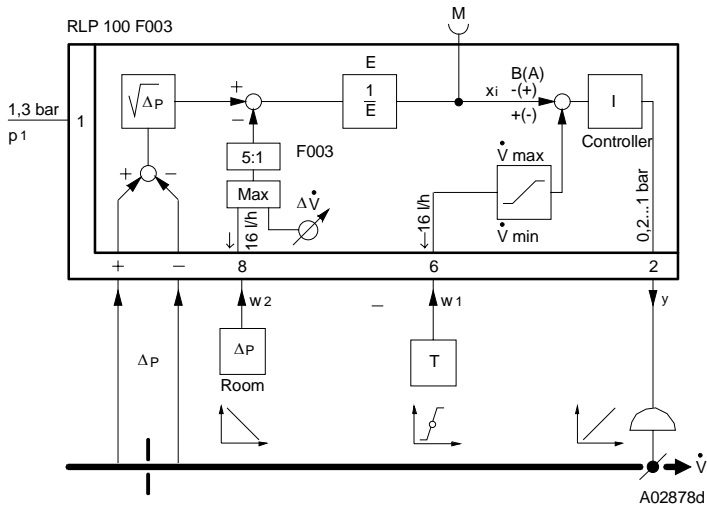 M
RLP 100 F003
E
B(A)
1,3 bar
p1
1
√ΔP
+
−
1
E
xi
-(+)
+(-)
I
Controller
5:1
F003
+
−
Max
ΔV̇
V̇ max
V̇ min
16 l/h
16 l/h
0,2...1 bar
+
−
8
6
2
w2
−
w1
y
ΔP
ΔP
Room
T
V̇
A02878d